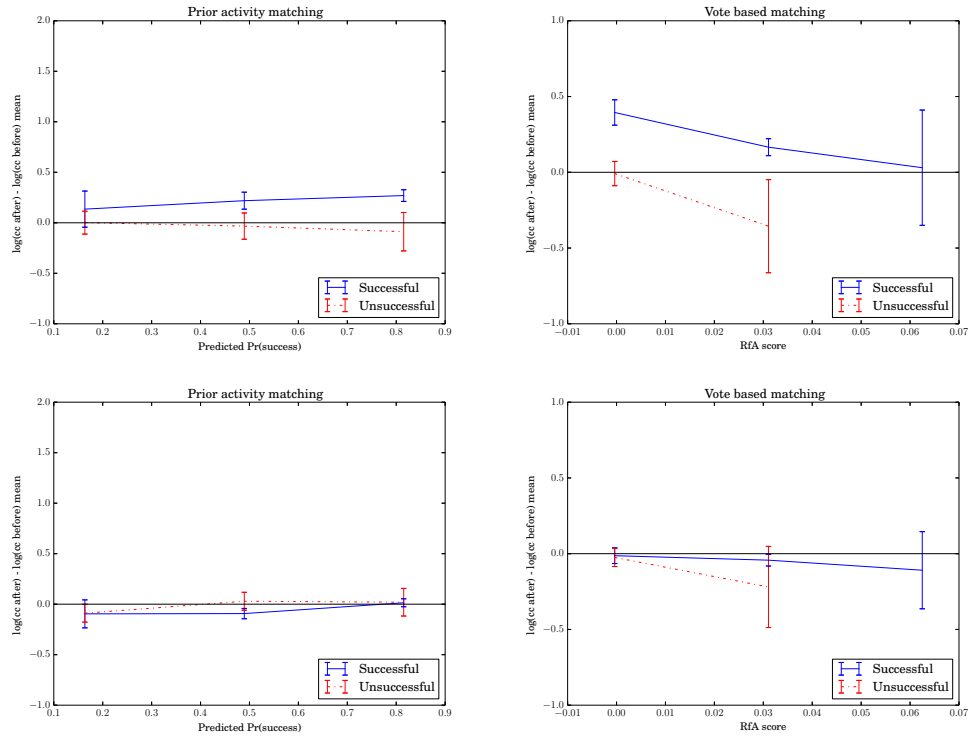 Prior activity matching
2.0
1.5
1.0
0.5
0.0
−0.5
−1.0
log(cc after) - log(cc before) mean
0.1 0.2 0.3 0.4 0.5 0.6 0.7 0.8 0.9
Predicted Pr(success)
Successful
Unsuccessful
Vote based matching
1.0
0.5
0.0
−0.5
−1.0
log(cc after) - log(cc before) mean
−0.01 0.00 0.01 0.02 0.03 0.04 0.05 0.06 0.07
RfA score
Successful
Unsuccessful
Prior activity matching
2.0
1.5
1.0
0.5
0.0
−0.5
−1.0
log(cc after) - log(cc before) mean
0.1 0.2 0.3 0.4 0.5 0.6 0.7 0.8 0.9
Predicted Pr(success)
Successful
Unsuccessful
Vote based matching
1.0
0.5
0.0
−0.5
−1.0
log(cc after) - log(cc before) mean
−0.01 0.00 0.01 0.02 0.03 0.04 0.05 0.06 0.07
RfA score
Successful
Unsuccessful